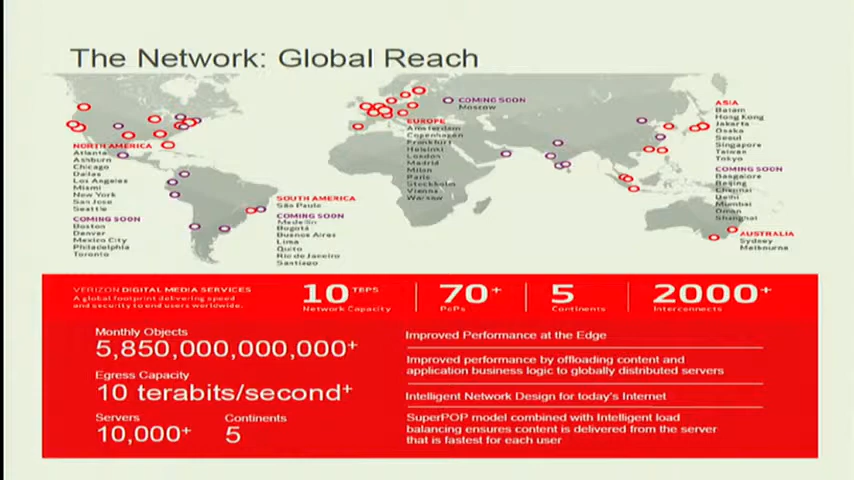 The Network: Global Reach
NORTH AMERICA
Atlanta
Ashburn
Chicago
Dallas
Los Angeles
Miami
New York
San Jose
Seattle
COMING SOON
Boston
Denver
Mexico City
Philadelphia
Toronto
SOUTH AMERICA
São Paulo
COMING SOON
Medellin
Bogotá
Buenos Aires
Lima
Quito
Rio de Janeiro
Santiago
EUROPE
Amsterdam
Copenhagen
Frankfurt
Helsinki
London
Madrid
Milan
Paris
Stockholm
Vienna
Warsaw
COMING SOON
Moscow
ASIA
Batam
Hong Kong
Jakarta
Osaka
Seoul
Singapore
Taiwan
Tokyo
COMING SOON
Bangalore
Beijing
Chennai
Delhi
Mumbai
Oman
Shanghai
AUSTRALIA
Sydney
Melbourne
VERIZON DIGITAL MEDIA SERVICES
A global footprint delivering speed
and security to end users worldwide.
10 TBPS
Network Capacity
70+
PoPs
5
Continents
2000+
Interconnects
Monthly Objects
5,850,000,000,000+
Egress Capacity
10 terabits/second+
Servers
10,000+
Continents
5
Improved Performance at the Edge
Improved performance by offloading content and
application business logic to globally distributed servers
Intelligent Network Design for today's Internet
SuperPOP model combined with Intelligent load
balancing ensures content is delivered from the server
that is fastest for each user